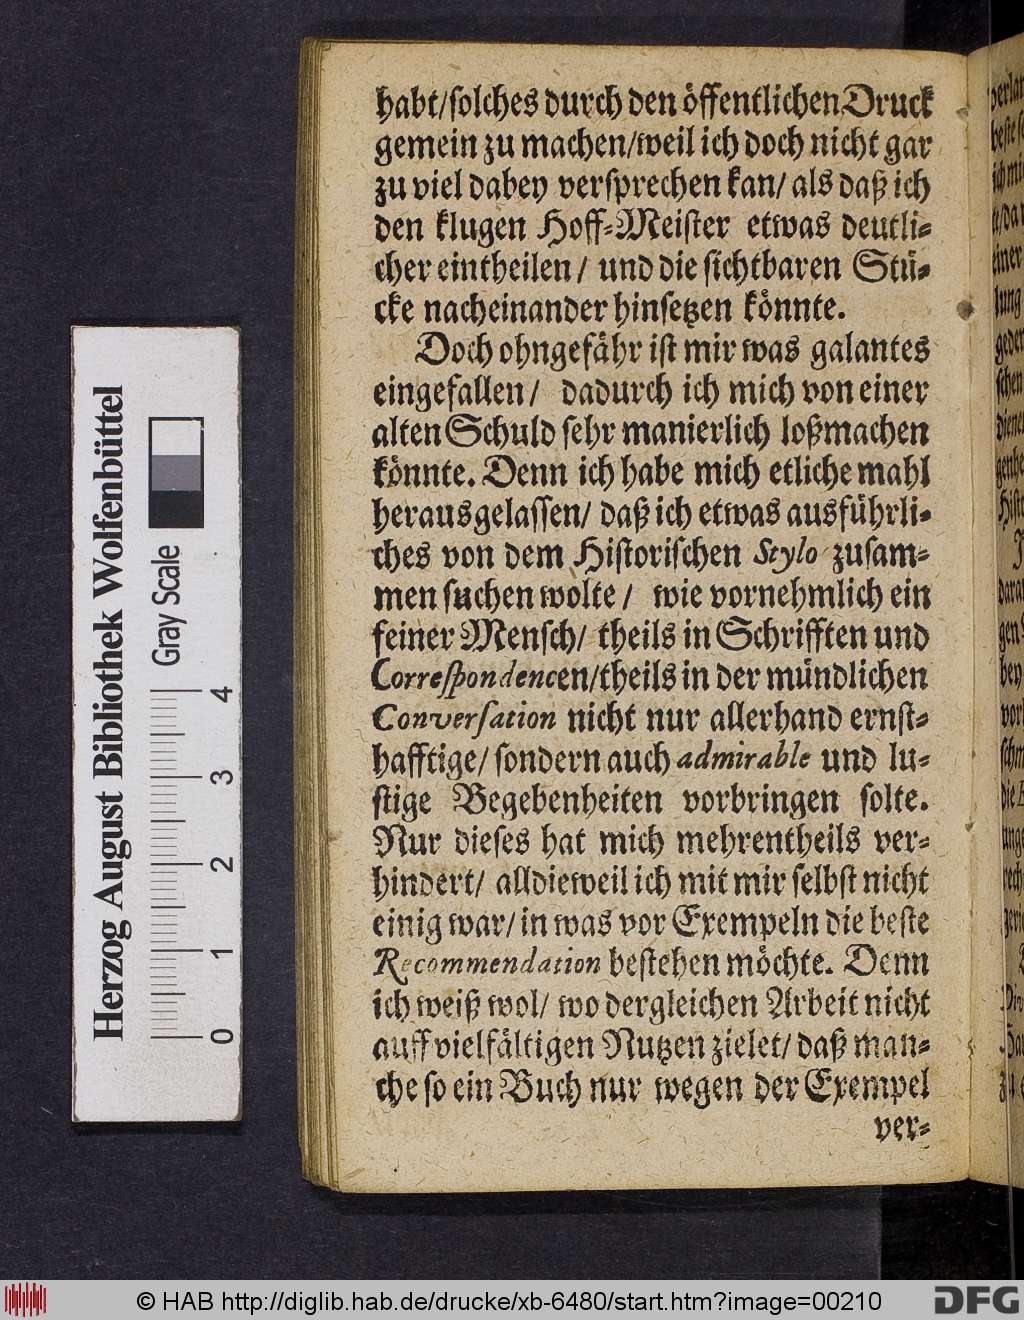 habt/ſolches durch den öffentlichen Druck
gemein zu machen/weil ich doch nicht gar
zu viel dabey verſprechen kan/ als daß ich
den klugen Hoff-Meiſter etwas deutli-
cher eintheilen/ und die ſichtbaren Stü-
cke nacheinander hinſetzen könnte.
Doch ohngefähr iſt mir was galantes
eingefallen/ dadurch ich mich von einer
alten Schuld ſehr manierlich loßmachen
könnte. Denn ich habe mich etliche mahl
herausgelaſſen/ daß ich etwas ausführli-
ches von dem Hiſtoriſchen Stylo zuſam-
men ſuchen wolte/ wie vornehmlich ein
feiner Menſch/ theils in Schrifften und
Correſpondencen/theils in der mündlichen
Converſation nicht nur allerhand ernſt-
hafftige/ ſondern auch admirable und lu-
ſtige Begebenheiten vorbringen ſolte.
Nur dieſes hat mich mehrentheils ver-
hindert/ alldieweil ich mit mir ſelbſt nicht
einig war/ in was vor Exempeln die beſte
Recommendation beſtehen möchte. Denn
ich weiß wol/ wo dergleichen Arbeit nicht
auff vielfältigen Nutzen zielet/ daß man-
che ſo ein Buch nur wegen der Exempel
ver-
Herzog August Bibliothek Wolfenbüttel
Gray Scale
0 1 2 3 4
© HAB http://diglib.hab.de/drucke/xb-6480/start.htm?image=00210
DFG